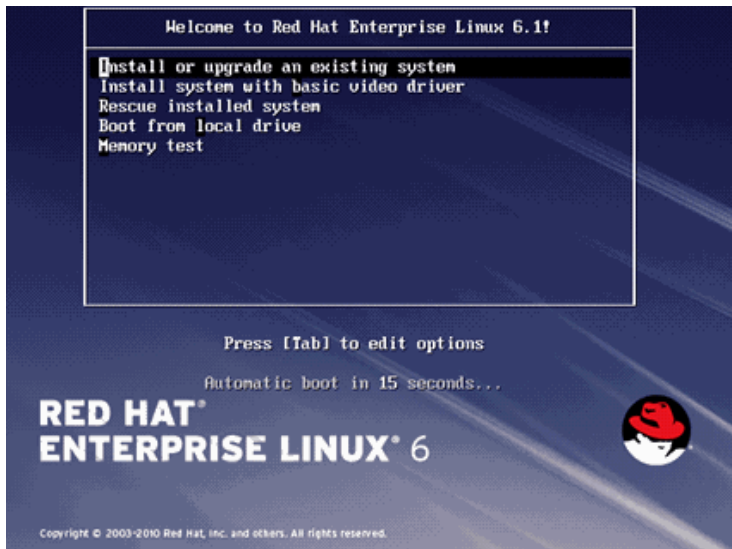 Welcome to Red Hat Enterprise Linux 6.1!
Install or upgrade an existing system
Install system with basic video driver
Rescue installed system
Boot from local drive
Memory test
Press [Tab] to edit options
Automatic boot in 15 seconds...
RED HAT®
ENTERPRISE LINUX® 6
Copyright © 2003-2010 Red Hat, Inc. and others. All rights reserved.